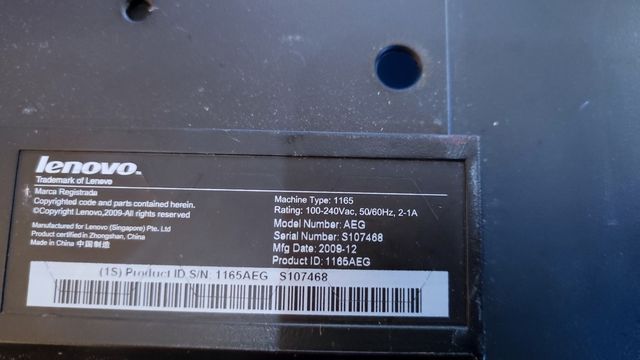 lenovo.
Trademark of Lenovo
Marca Registrada
Copyrighted code and parts contained herein.
©Copyright Lenovo,2009-All rights reserved
Manufactured for Lenovo (Singapore) Pte. Ltd
Product certified in Zhongshan, China
Made in China 中国制造
Machine Type: 1165
Rating: 100-240Vac, 50/60Hz, 2-1A
Model Number: AEG
Serial Number: S107468
Mfg Date: 2009-12
Product ID: 1165AEG
(1S) Product ID S/N: 1165AEG S107468